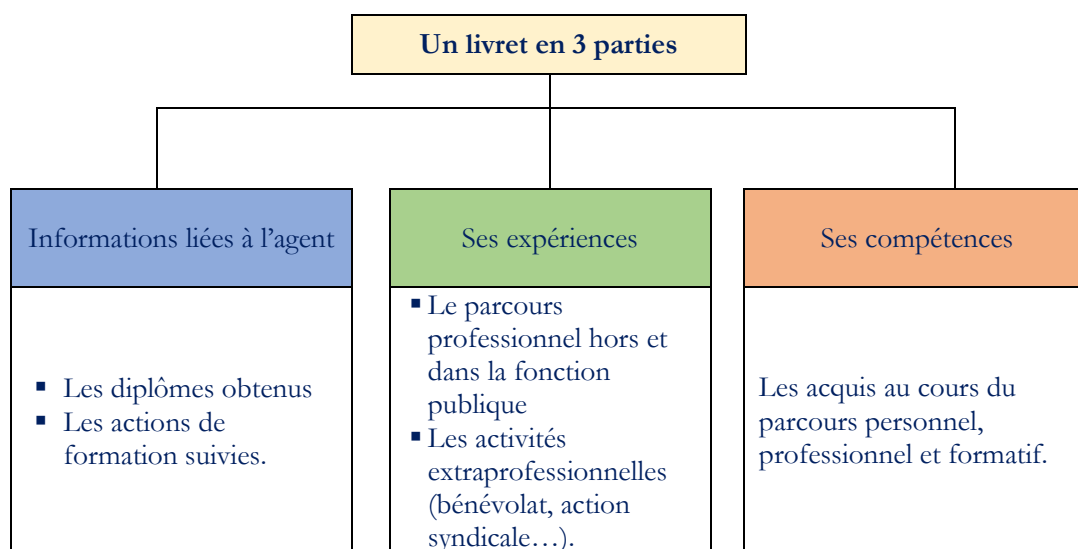 Un livret en 3 parties
Informations liées à l’agent
▪ Les diplômes obtenus
▪ Les actions de
formation suivies.
Ses expériences
▪ Le parcours
professionnel hors et
dans la fonction
publique
▪ Les activités
extraprofessionnelles
(bénévolat, action
syndicale…).
Ses compétences
Les acquis au cours du
parcours personnel,
professionnel et formatif.